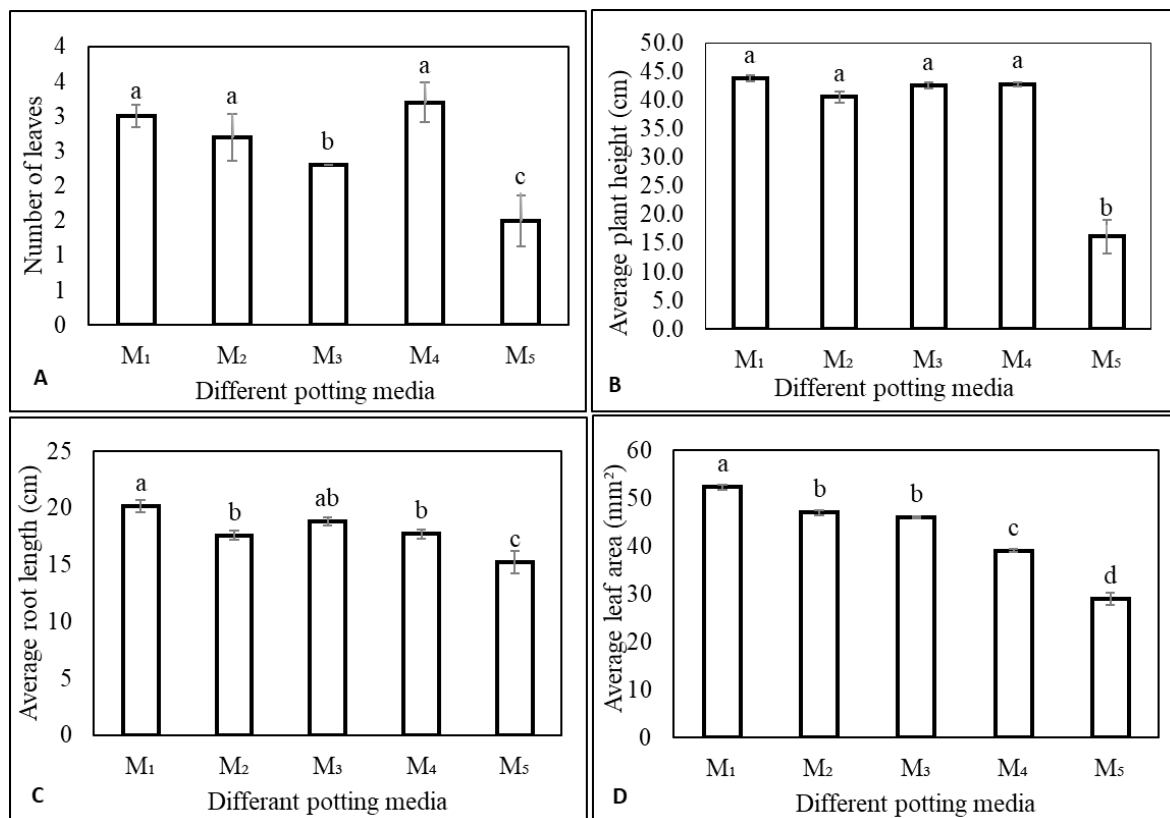 Number of leaves
4
4
3
3
2
2
1
1
0
a
a
b
a
c
M₁ M₂ M₃ M₄ M₅
A
Different potting media
Average plant height (cm)
50.0
45.0
40.0
35.0
30.0
25.0
20.0
15.0
10.0
5.0
0.0
a
a
a
a
b
M₁ M₂ M₃ M₄ M₅
B
Different potting media
Average root length (cm)
25
20
15
10
5
0
a
b
ab
b
c
M₁ M₂ M₃ M₄ M₅
C
Differant potting media
Average leaf area (mm²)
60
50
40
30
20
10
0
a
b
b
c
d
M₁ M₂ M₃ M₄ M₅
D
Different potting media